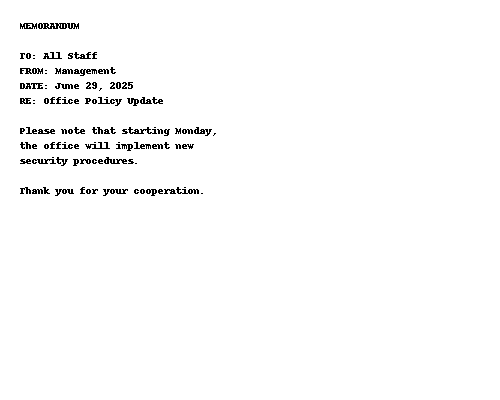 MEMORANDUM
TO: All Staff
FROM: Management
DATE: June 29, 2025
RE: Office Policy Update
Please note that starting Monday,
the office will implement new
security procedures.
Thank you for your cooperation.